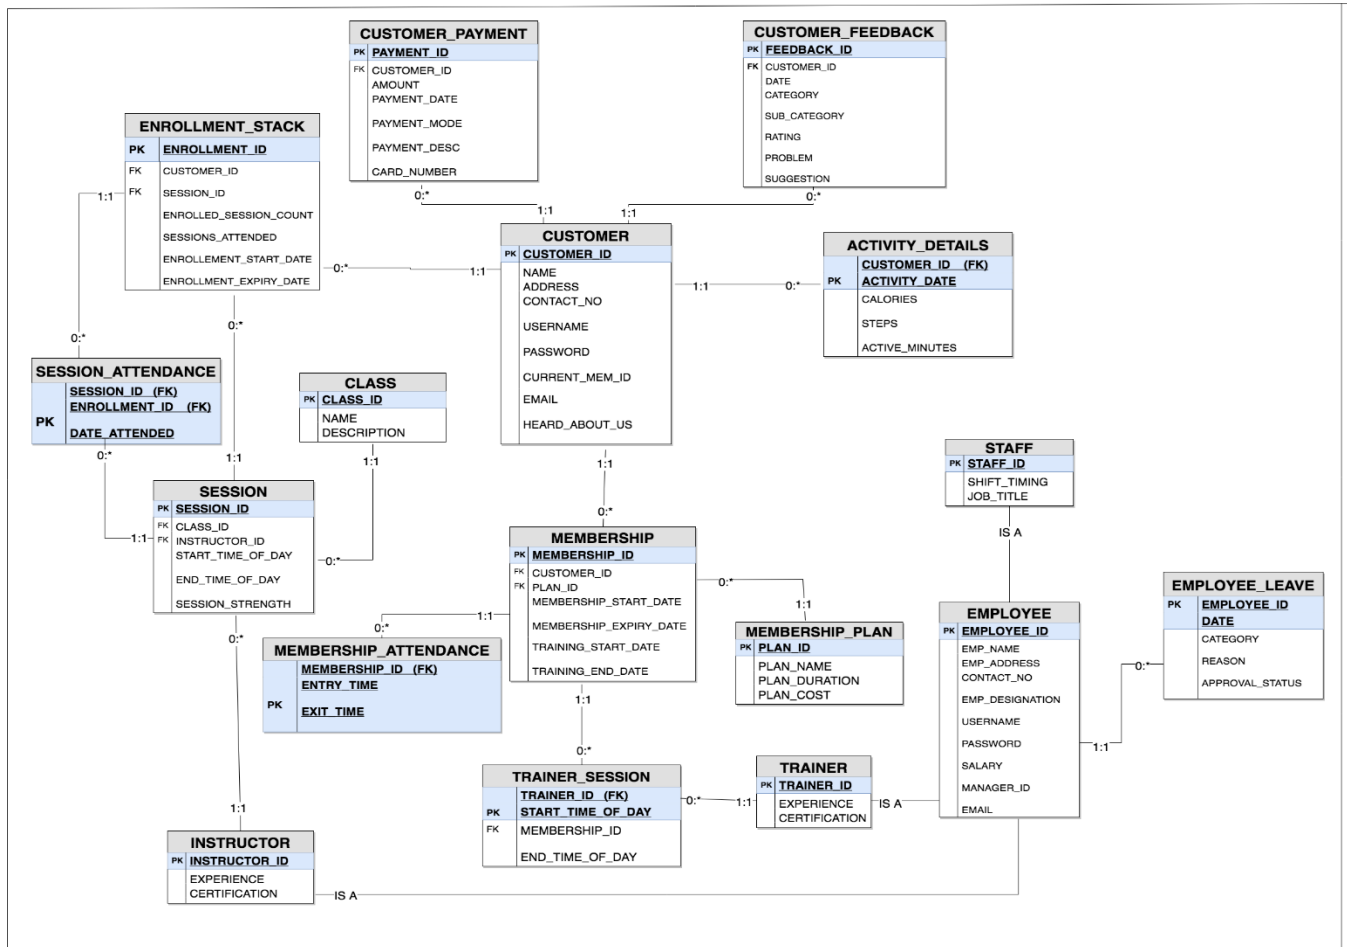 CUSTOMER_PAYMENT
PK PAYMENT_ID
FK CUSTOMER_ID
AMOUNT
PAYMENT_DATE
PAYMENT_MODE
PAYMENT_DESC
CARD_NUMBER
CUSTOMER_FEEDBACK
PK FEEDBACK_ID
FK CUSTOMER_ID
DATE
CATEGORY
SUB_CATEGORY
RATING
PROBLEM
SUGGESTION
ENROLLMENT_STACK
PK ENROLLMENT_ID
FK CUSTOMER_ID
FK SESSION_ID
ENROLLED_SESSION_COUNT
SESSIONS_ATTENDED
ENROLLEMENT_START_DATE
ENROLLMENT_EXPIRY_DATE
1:1
0:*
0:*
1:1
1:1
0:*
CUSTOMER
PK CUSTOMER_ID
NAME
ADDRESS
CONTACT_NO
USERNAME
PASSWORD
CURRENT_MEM_ID
EMAIL
HEARD_ABOUT_US
0:*
1:1
1:1
0:*
ACTIVITY_DETAILS
CUSTOMER_ID (FK)
PK ACTIVITY_DATE
CALORIES
STEPS
ACTIVE_MINUTES
0:*
1:1
SESSION_ATTENDANCE
SESSION_ID (FK)
ENROLLMENT_ID (FK)
PK
DATE_ATTENDED
0:*
1:1
CLASS
PK CLASS_ID
NAME
DESCRIPTION
1:1
0:*
SESSION
PK SESSION_ID
FK CLASS_ID
FK INSTRUCTOR_ID
START_TIME_OF_DAY
END_TIME_OF_DAY
SESSION_STRENGTH
1:1
0:*
MEMBERSHIP
PK MEMBERSHIP_ID
FK CUSTOMER_ID
FK PLAN_ID
MEMBERSHIP_START_DATE
MEMBERSHIP_EXPIRY_DATE
TRAINING_START_DATE
TRAINING_END_DATE
0:*
1:1
STAFF
PK STAFF_ID
SHIFT_TIMING
JOB_TITLE
IS A
1:1
0:*
MEMBERSHIP_ATTENDANCE
MEMBERSHIP_ID (FK)
ENTRY_TIME
PK
EXIT_TIME
MEMBERSHIP_PLAN
PK PLAN_ID
PLAN_NAME
PLAN_DURATION
PLAN_COST
EMPLOYEE
PK EMPLOYEE_ID
EMP_NAME
EMP_ADDRESS
CONTACT_NO
EMP_DESIGNATION
USERNAME
PASSWORD
SALARY
MANAGER_ID
EMAIL
EMPLOYEE_LEAVE
PK EMPLOYEE_ID
DATE
CATEGORY
REASON
APPROVAL_STATUS
0:*
1:1
0:*
1:1
1:1
0:*
TRAINER_SESSION
TRAINER_ID (FK)
PK START_TIME_OF_DAY
FK MEMBERSHIP_ID
END_TIME_OF_DAY
0:*
1:1
TRAINER
PK TRAINER_ID
EXPERIENCE
CERTIFICATION
IS A
INSTRUCTOR
PK INSTRUCTOR_ID
EXPERIENCE
CERTIFICATION
IS A